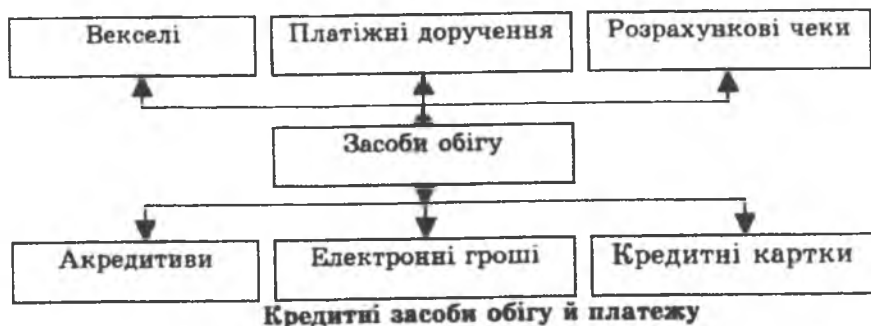 Векселі
Платіжні доручення
Розрахункові чеки
Засоби обігу
Акредитиви
Електронні гроші
Кредитні картки
Кредитні засоби обігу й платежу